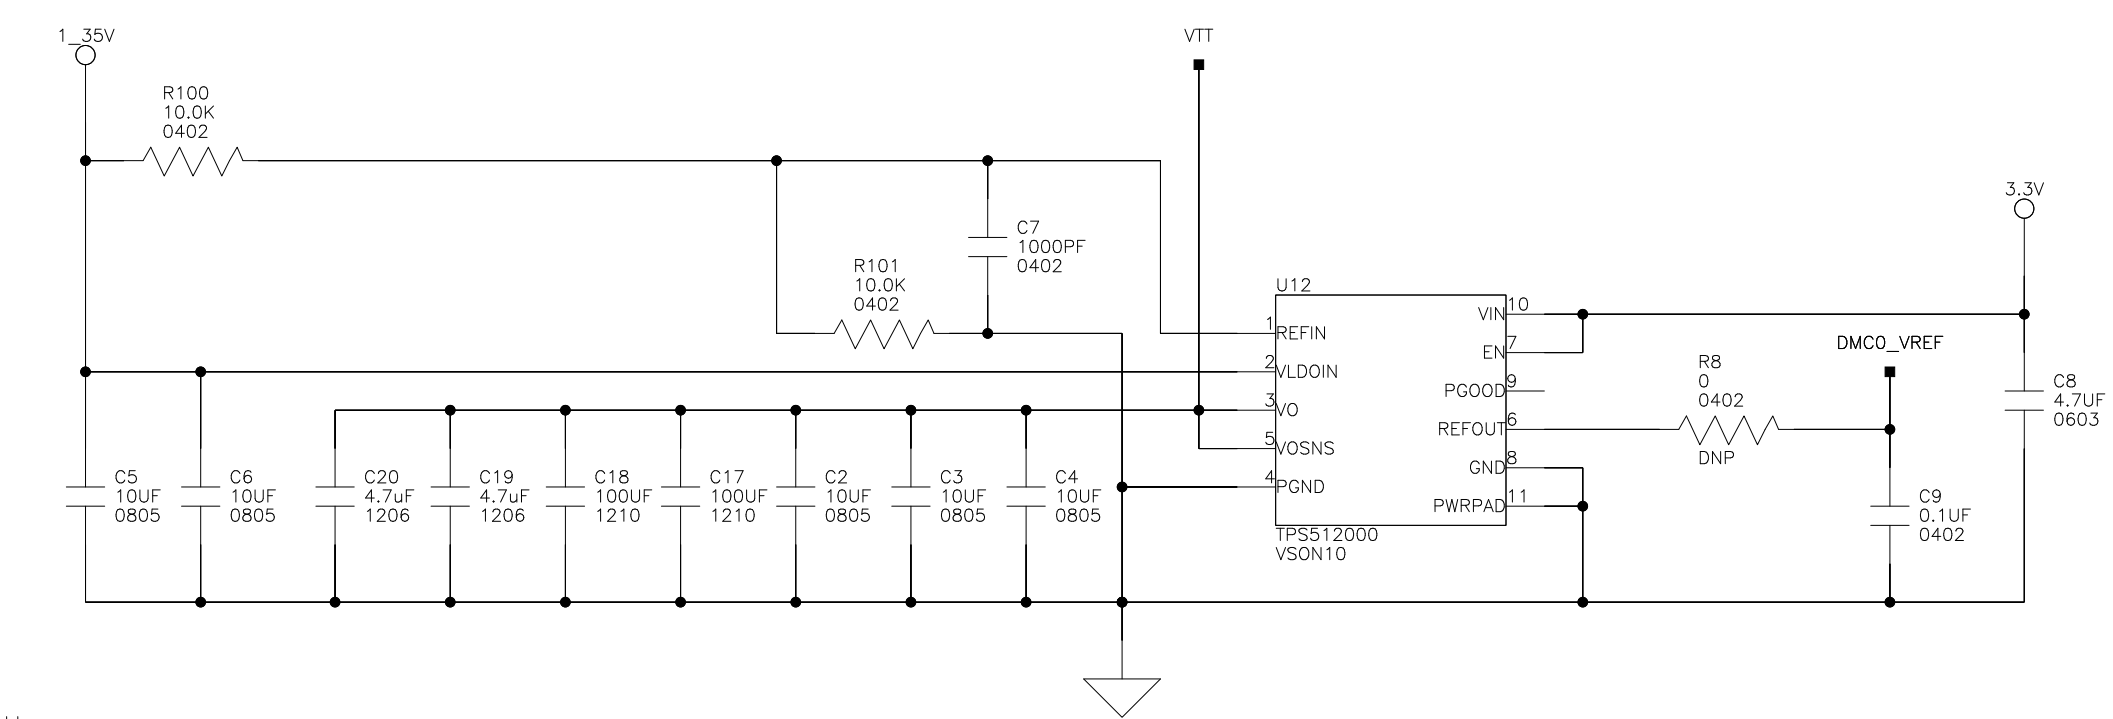 1_35V
VTT
R100
10.0K
0402
3.3V
C7
1000PF
0402
R101
10.0K
0402
U12
1
REFIN
2
VLDOIN
3
VO
5
VOSNS
4
PGND
VIN
10
EN
7
PGOOD
9
REFOUT
6
GND
8
PWRPAD
11
TPS512000
VSON10
DMC0_VREF
R8
0
0402
DNP
C8
4.7UF
0603
C9
0.1UF
0402
C5
10UF
0805
C6
10UF
0805
C20
4.7uF
1206
C19
4.7uF
1206
C18
100UF
1210
C17
100UF
1210
C2
10UF
0805
C3
10UF
0805
C4
10UF
0805